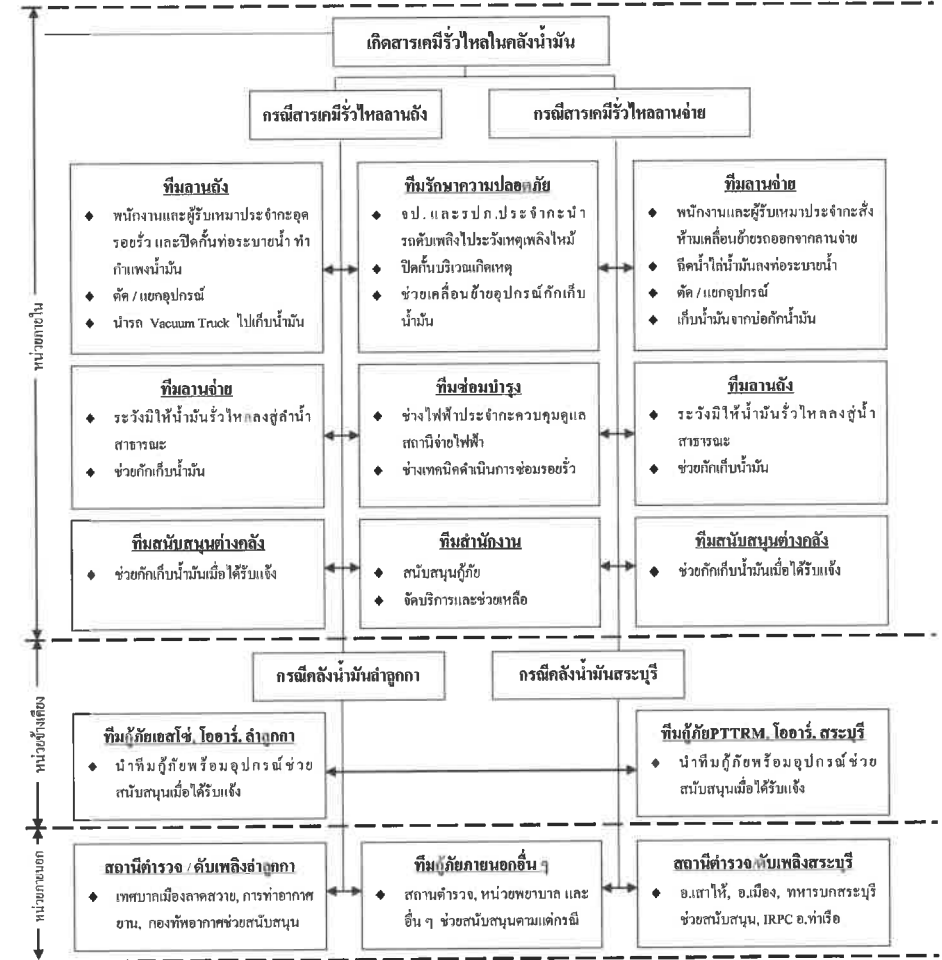 เกิดสารเคมีรั่วไหลในคลังน้ำมัน
กรณีสารเคมีรั่วไหลลานถัง
กรณีสารเคมีรั่วไหลลานจ่าย
หน่วยภายใน
ทีมลานถัง
◆ พนักงานและผู้รับเหมาประจำกะอุด
รอยรั่ว และปิดกั้นท่อระบายน้ำ ทำ
กำแพงน้ำมัน
◆ ตัด / แยกอุปกรณ์
◆ นำรถ Vacuum Truck ไปเก็บน้ำมัน
ทีมรักษาความปลอดภัย
◆ จป. และรปภ.ประจำกะนำ
รถดับเพลิงไประวังเหตุเพลิงไหม้
◆ ปิดกั้นบริเวณเกิดเหตุ
◆ ช่วยเคลื่อนย้ายอุปกรณ์กักเก็บ
น้ำมัน
ทีมลานจ่าย
◆ พนักงานและผู้รับเหมาประจำกะสั่ง
ห้ามเคลื่อนย้ายรถออกจากลานจ่าย
◆ ฉีดน้ำไล่น้ำมันลงท่อระบายน้ำ
◆ ตัด / แยกอุปกรณ์
◆ เก็บน้ำมันจากบ่อกักน้ำมัน
ทีมลานจ่าย
◆ ระวังมิให้น้ำมันรั่วไหลลงสู่ลำน้ำ
สาธารณะ
◆ ช่วยกักเก็บน้ำมัน
ทีมซ่อมบำรุง
◆ ช่างไฟฟ้าประจำกะควบคุมดูแล
สถานีจ่ายไฟฟ้า
◆ ช่างเทคนิคดำเนินการซ่อมรอยรั่ว
ทีมลานถัง
◆ ระวังมิให้น้ำมันรั่วไหลลงสู่น้ำ
สาธารณะ
◆ ช่วยกักเก็บน้ำมัน
ทีมสนับสนุนต่างคลัง
◆ ช่วยกักเก็บน้ำมันเมื่อได้รับแจ้ง
ทีมสำนักงาน
◆ สนับสนุนกู้ภัย
◆ จัดบริการและช่วยเหลือ
ทีมสนับสนุนต่างคลัง
◆ ช่วยกักเก็บน้ำมันเมื่อได้รับแจ้ง
หน่วยข้างเคียง
กรณีคลังน้ำมันลำลูกกา
กรณีคลังน้ำมันสระบุรี
ทีมกู้ภัยเอสโซ่, โออาร์. ลำลูกกา
◆ นำทีมกู้ภัยพร้อมอุปกรณ์ช่วย
สนับสนุนเมื่อได้รับแจ้ง
ทีมกู้ภัยPTTRM, โออาร์. สระบุรี
◆ นำทีมกู้ภัยพร้อมอุปกรณ์ช่วย
สนับสนุนเมื่อได้รับแจ้ง
หน่วยภายนอก
สถานีตำรวจ / ดับเพลิงลำลูกกา
◆ เทศบาลเมืองลาดสวาย, การท่าอากาศ
ยาน, กองทัพอากาศช่วยสนับสนุน
ทีมกู้ภัยภายนอกอื่น ๆ
◆ สถานตำรวจ, หน่วยพยาบาล และ
อื่น ๆ ช่วยสนับสนุนตามแต่กรณี
สถานีตำรวจ/ดับเพลิงสระบุรี
◆ อ.เสาไห้, อ.เมือง, ทหารบกสระบุรี
ช่วยสนับสนุน, IRPC อ.ท่าเรือ